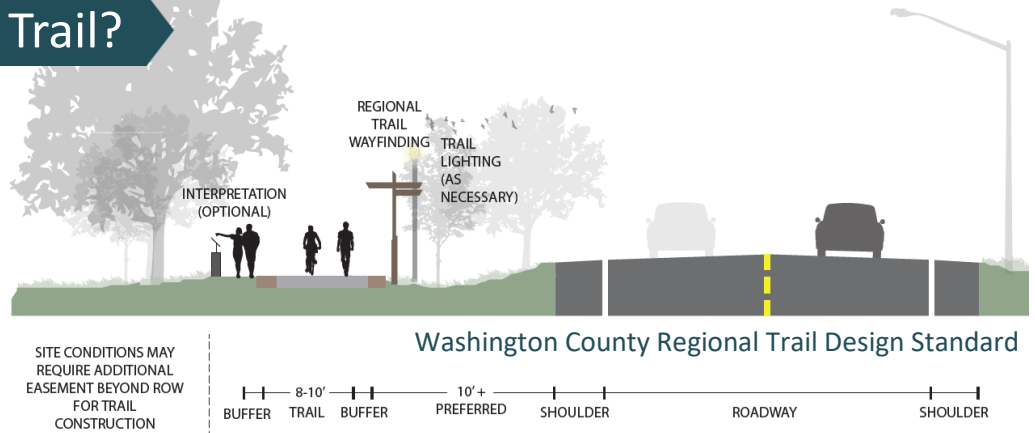 Trail?
REGIONAL
TRAIL
WAYFINDING
TRAIL
LIGHTING
(AS
NECESSARY)
INTERPRETATION
(OPTIONAL)
Washington County Regional Trail Design Standard
SITE CONDITIONS MAY
REQUIRE ADDITIONAL
EASEMENT BEYOND ROW
FOR TRAIL
CONSTRUCTION
BUFFER
8-10'
TRAIL
BUFFER
10'+
PREFERRED
SHOULDER
ROADWAY
SHOULDER